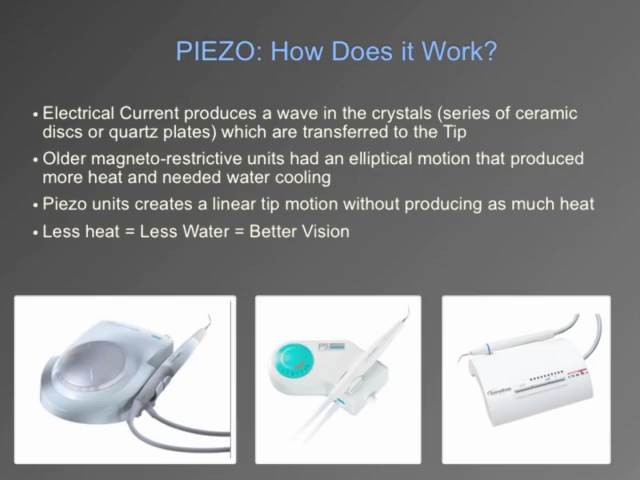 PIEZO: How Does it Work?
• Electrical Current produces a wave in the crystals (series of ceramic
discs or quartz plates) which are transferred to the Tip
• Older magneto-restrictive units had an elliptical motion that produced
more heat and needed water cooling
• Piezo units creates a linear tip motion without producing as much heat
• Less heat = Less Water = Better Vision